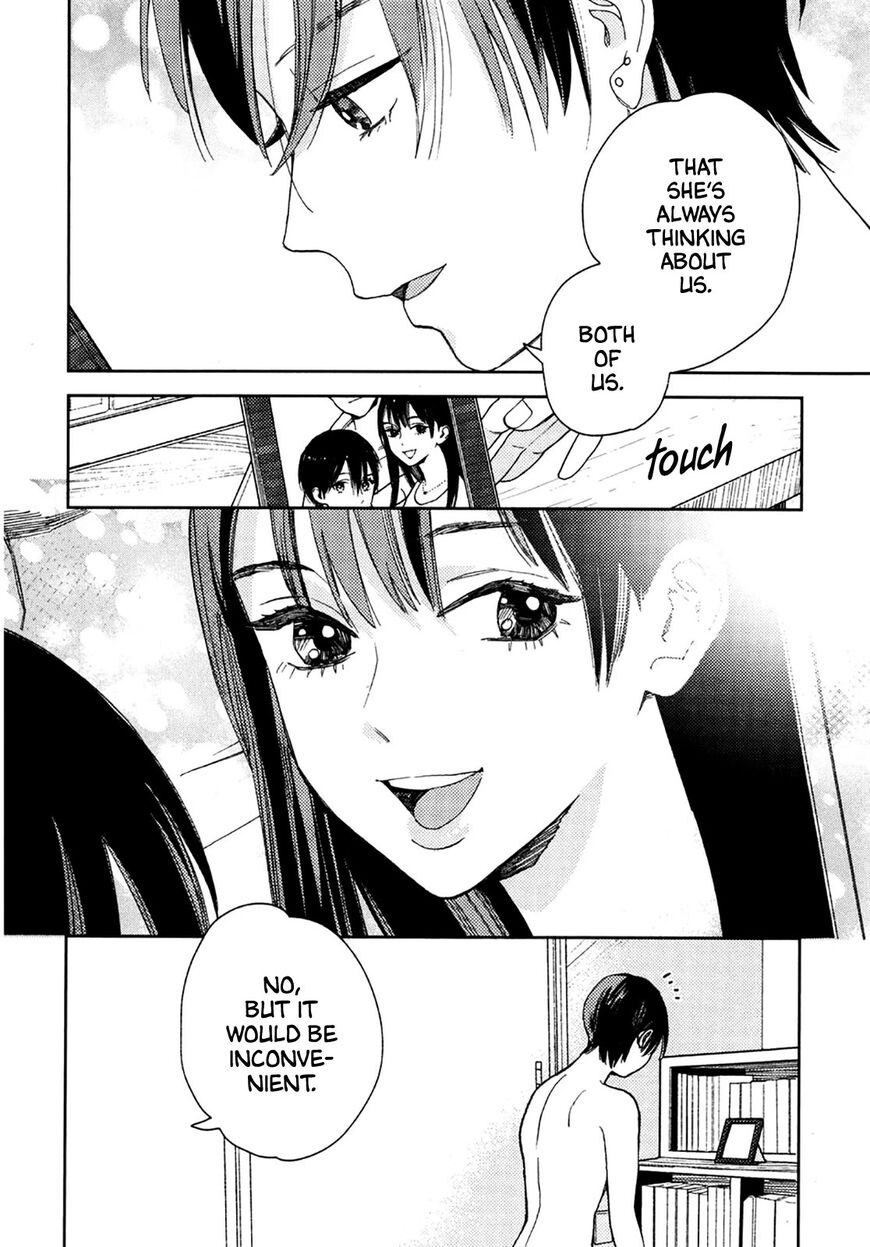 THAT
SHE'S
ALWAYS
THINKING
ABOUT
US.
BOTH
OF
US.
touch
NO,
BUT IT
WOULD BE
INCONVE-
NIENT.